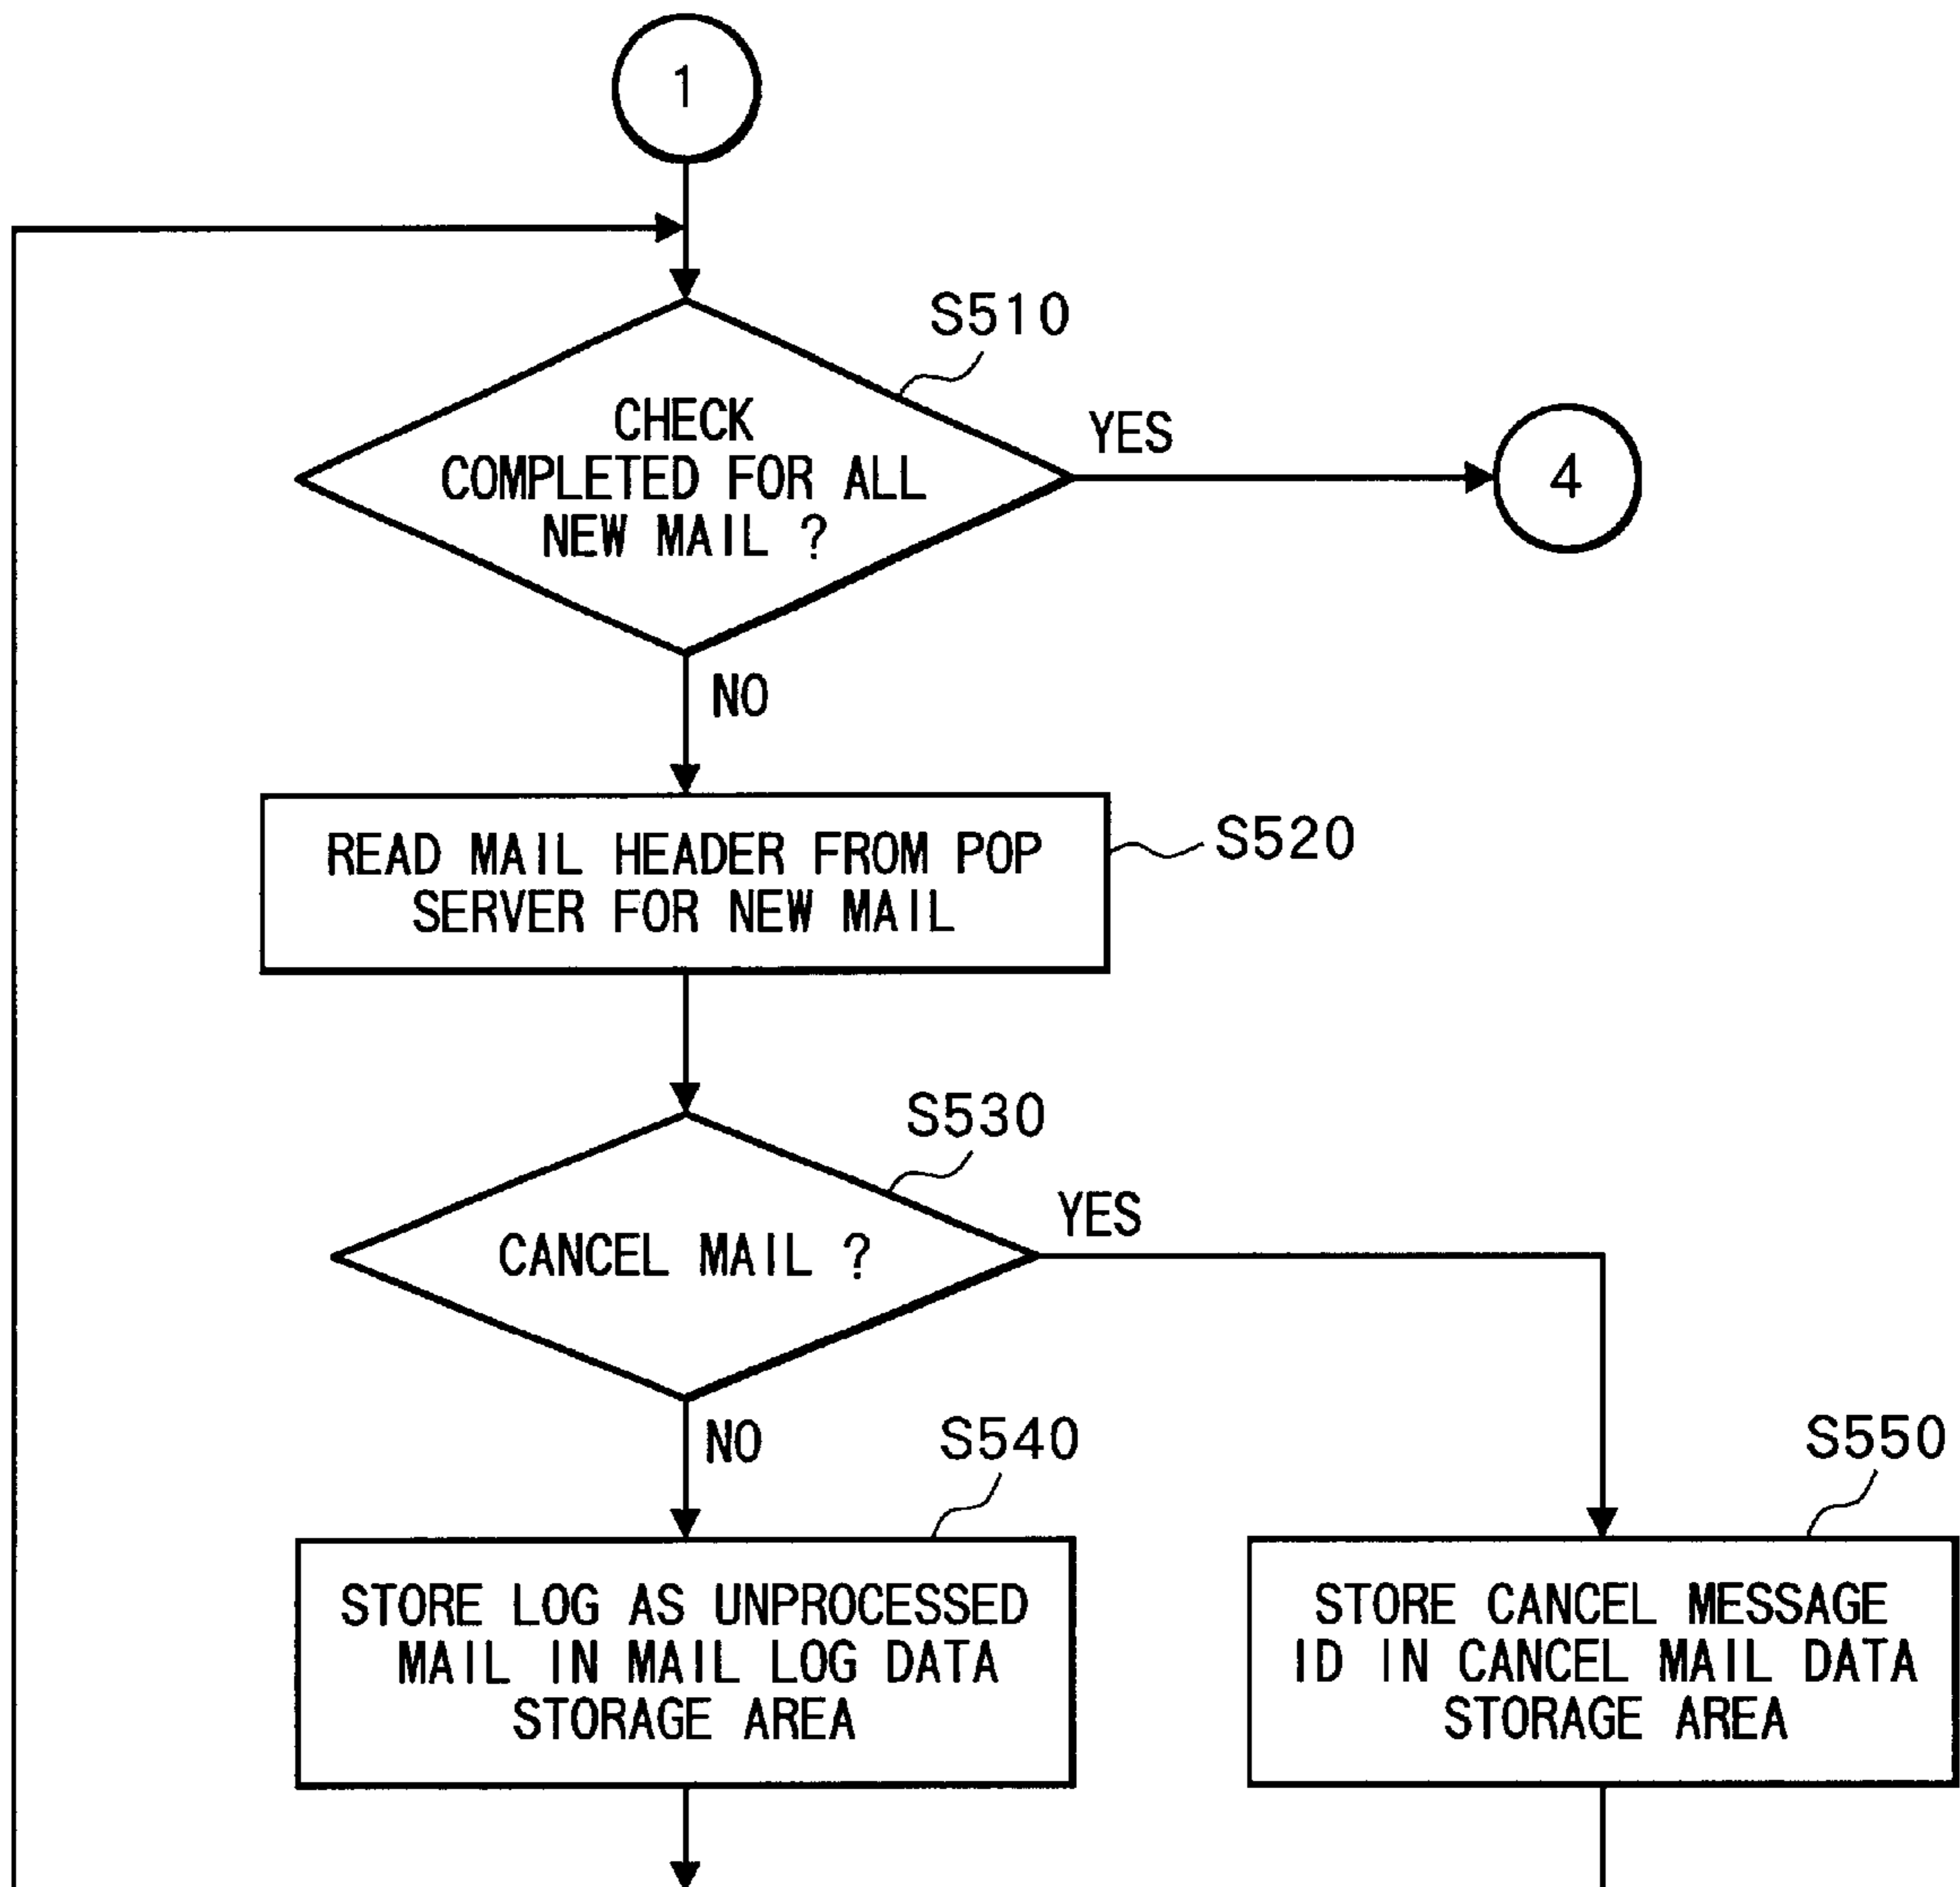 1
S510
CHECK
COMPLETED FOR ALL
NEW MAIL ?
YES
4
NO
READ MAIL HEADER FROM POP
SERVER FOR NEW MAIL
S520
S530
CANCEL MAIL ?
YES
NO
S540
STORE LOG AS UNPROCESSED
MAIL IN MAIL LOG DATA
STORAGE AREA
S550
STORE CANCEL MESSAGE
ID IN CANCEL MAIL DATA
STORAGE AREA